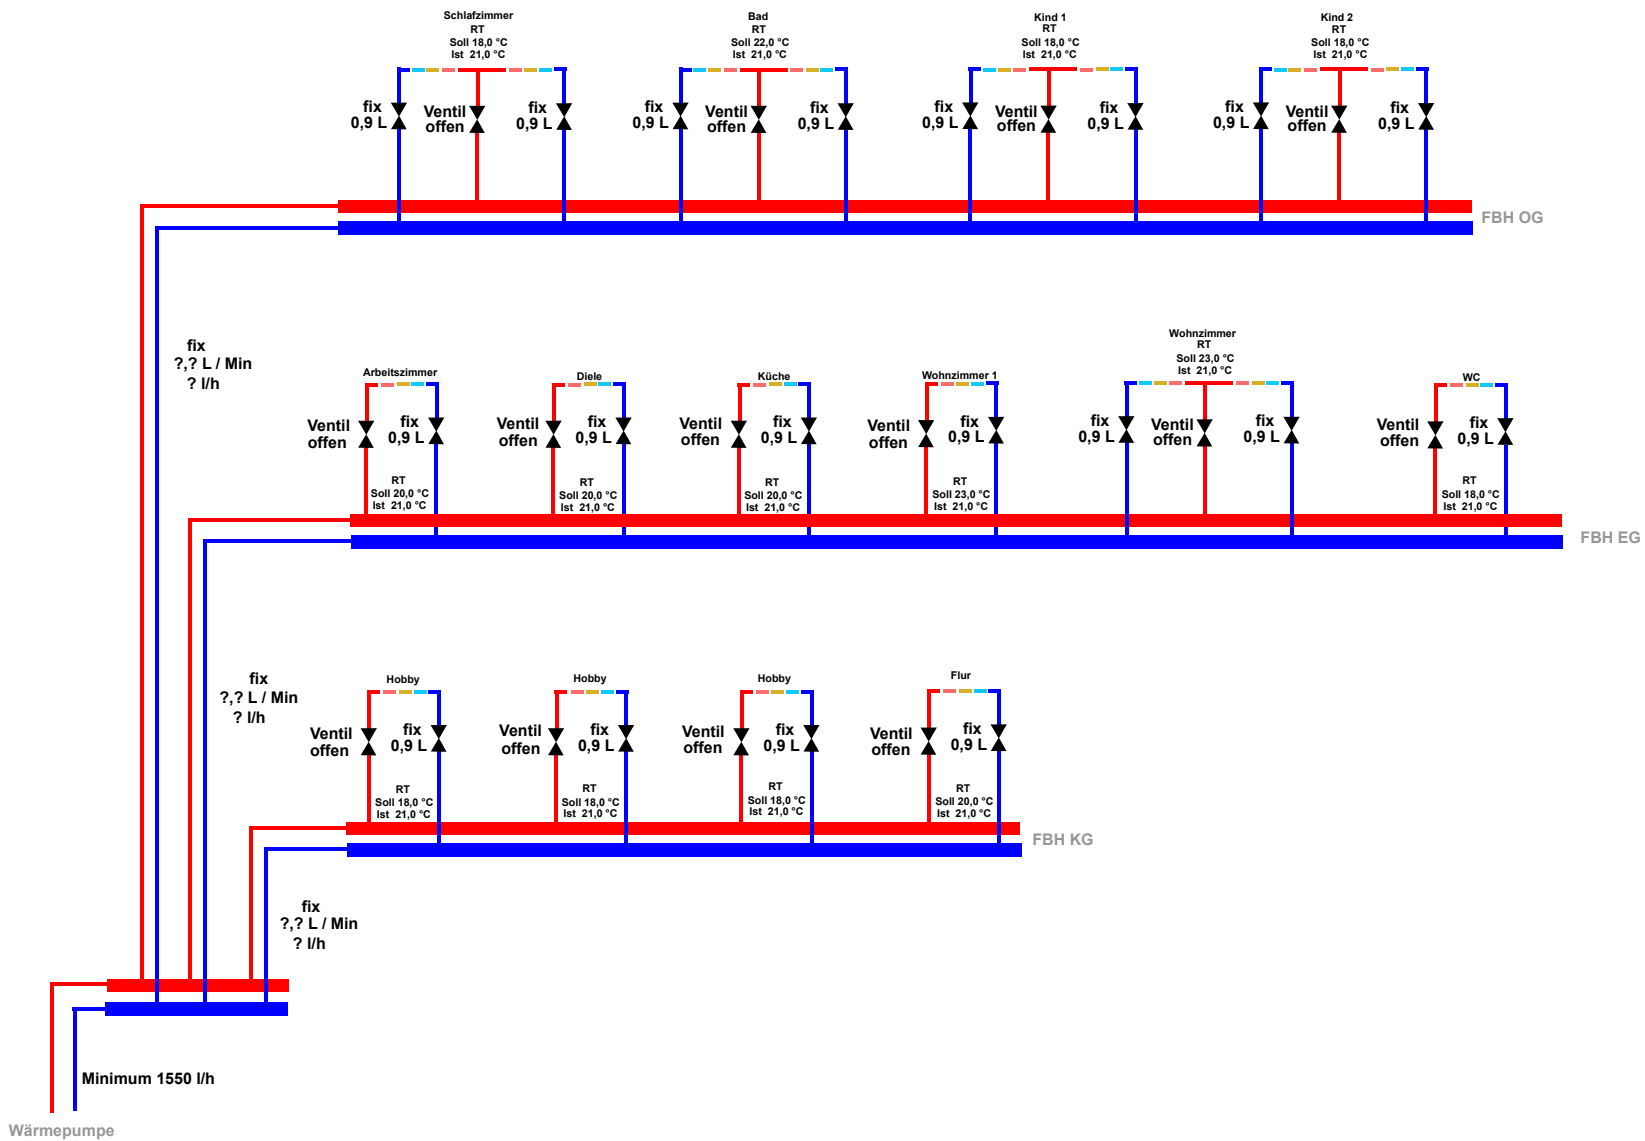 Schlafzimmer
RT
Soll 18,0 °C
Ist 21,0 °C
fix
0,9 L
Ventil
offen
fix
0,9 L
Bad
RT
Soll 22,0 °C
Ist 21,0 °C
fix
0,9 L
Ventil
offen
fix
0,9 L
Kind 1
RT
Soll 18,0 °C
Ist 21,0 °C
fix
0,9 L
Ventil
offen
fix
0,9 L
Kind 2
RT
Soll 18,0 °C
Ist 21,0 °C
fix
0,9 L
Ventil
offen
fix
0,9 L
FBH OG
fix
?,? L / Min
? l/h
Arbeitszimmer
Ventil
offen
fix
0,9 L
RT
Soll 20,0 °C
Ist 21,0 °C
Diele
Ventil
offen
fix
0,9 L
RT
Soll 20,0 °C
Ist 21,0 °C
Küche
Ventil
offen
fix
0,9 L
RT
Soll 20,0 °C
Ist 21,0 °C
Wohnzimmer 1
Ventil
offen
fix
0,9 L
RT
Soll 23,0 °C
Ist 21,0 °C
Wohnzimmer
RT
Soll 23,0 °C
Ist 21,0 °C
fix
0,9 L
Ventil
offen
fix
0,9 L
WC
Ventil
offen
fix
0,9 L
RT
Soll 18,0 °C
Ist 21,0 °C
FBH EG
fix
?,? L / Min
? l/h
Hobby
Ventil
offen
fix
0,9 L
RT
Soll 18,0 °C
Ist 21,0 °C
Hobby
Ventil
offen
fix
0,9 L
RT
Soll 18,0 °C
Ist 21,0 °C
Hobby
Ventil
offen
fix
0,9 L
RT
Soll 18,0 °C
Ist 21,0 °C
Flur
Ventil
offen
fix
0,9 L
RT
Soll 20,0 °C
Ist 21,0 °C
FBH KG
fix
?,? L / Min
? l/h
Minimum 1550 l/h
Wärmepumpe